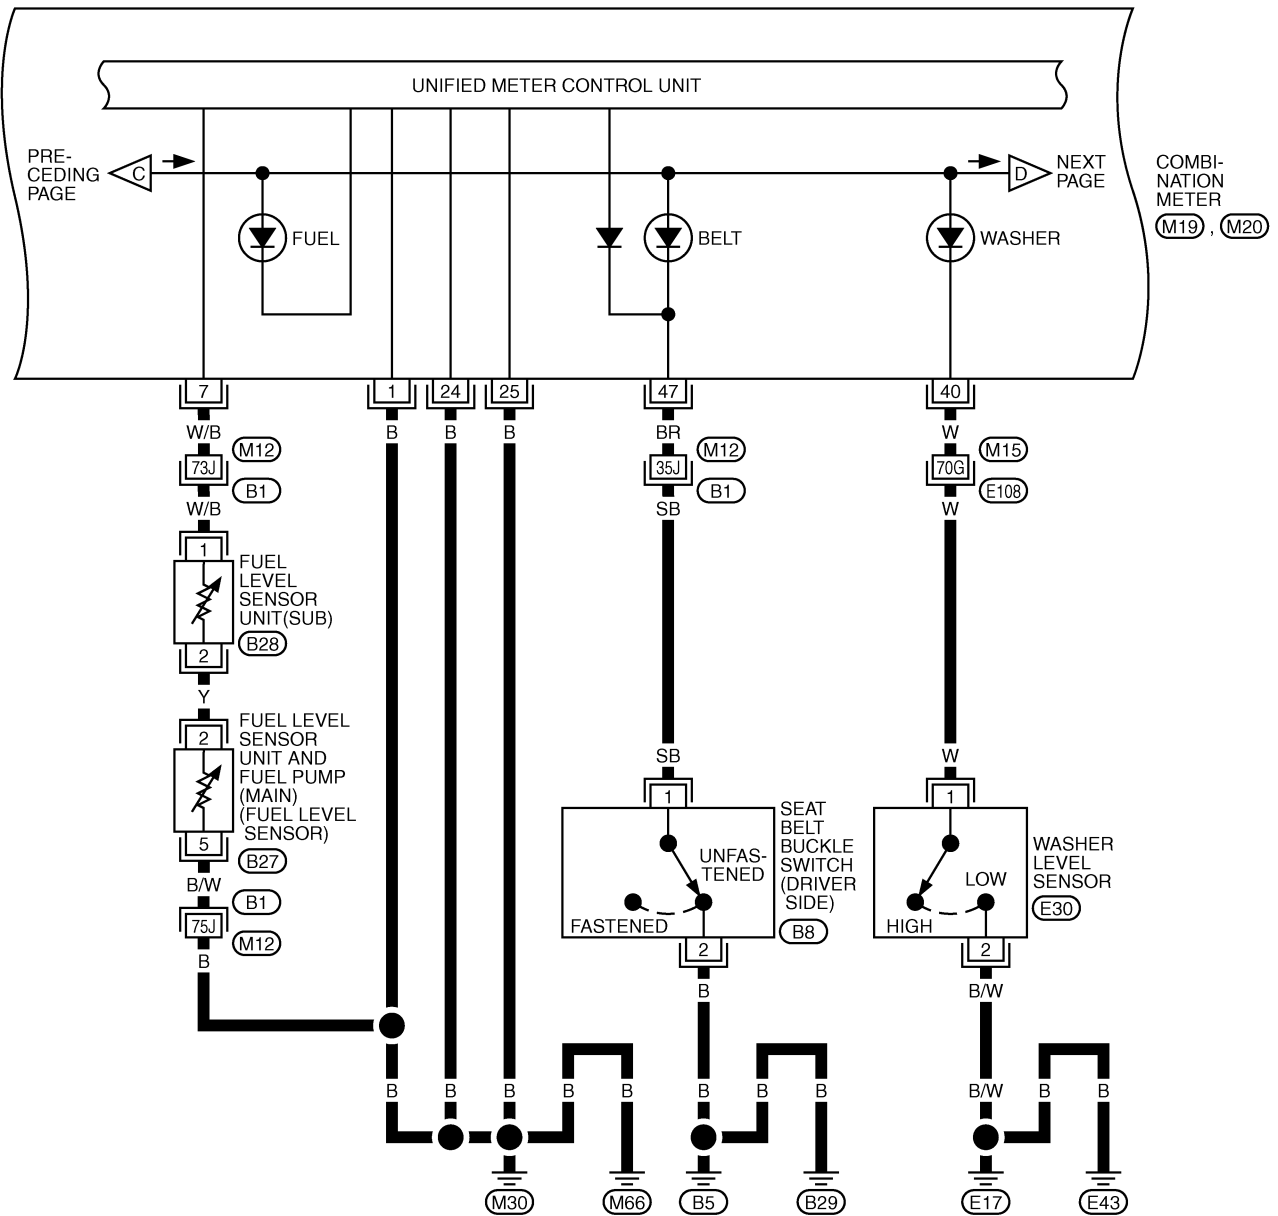 UNIFIED METER CONTROL UNIT
PRE-
CEDING
PAGE
C
D
NEXT
PAGE
COMBI-
NATION
METER
M19 , M20
FUEL
BELT
WASHER
7
1
24
25
47
40
W/B
B
B
B
BR
W
M12
M12
M15
73J
35J
70G
B1
B1
E108
W/B
SB
W
1
FUEL
LEVEL
SENSOR
UNIT(SUB)
B28
2
Y
2
FUEL LEVEL
SENSOR
UNIT AND
FUEL PUMP
(MAIN)
(FUEL LEVEL
SENSOR)
B27
5
B/W
B1
75J
M12
B
SB
W
1
SEAT
BELT
BUCKLE
SWITCH
(DRIVER
SIDE)
B8
UNFAS-
TENED
FASTENED
2
1
WASHER
LEVEL
SENSOR
E30
LOW
HIGH
2
B
B/W
B
B
B
B
B
B
B
B
B/W
B
B
M30
M66
B5
B29
E17
E43